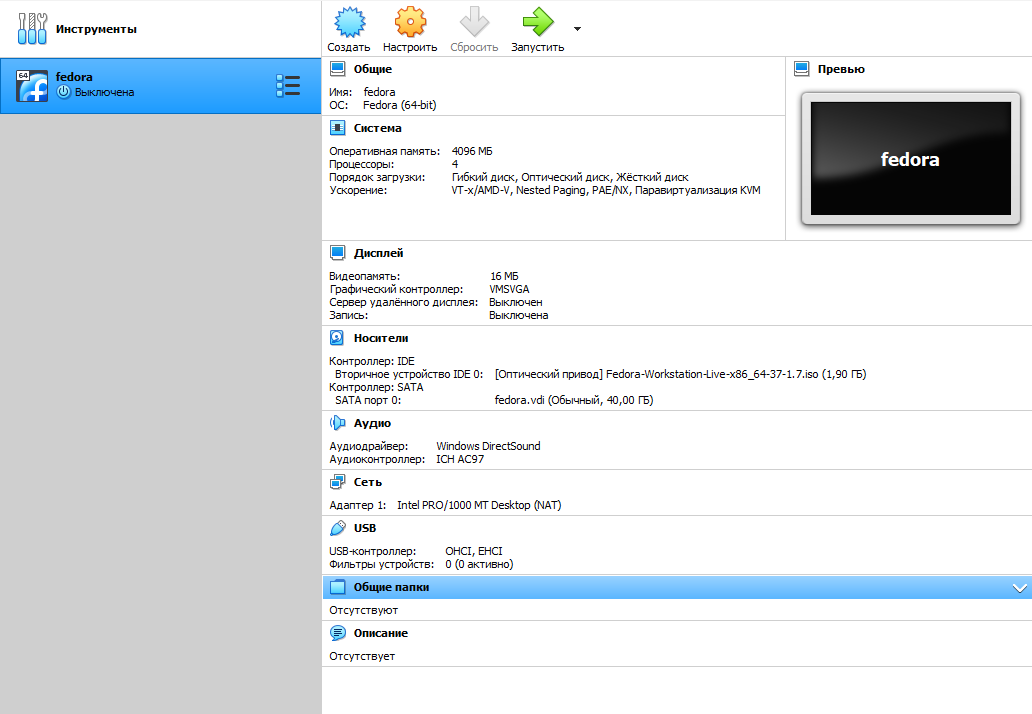 Инструменты
Создать Настроить Сбросить Запустить
64 fedora
Выключена
Общие
Имя: fedora
ОС: Fedora (64-bit)
Превью
fedora
Система
Оперативная память: 4096 МБ
Процессоры: 4
Порядок загрузки: Гибкий диск, Оптический диск, Жёсткий диск
Ускорение: VT-x/AMD-V, Nested Paging, PAE/NX, Паравиртуализация KVM
Дисплей
Видеопамять: 16 МБ
Графический контроллер: VMSVGA
Сервер удалённого дисплея: Выключен
Запись: Выключена
Носители
Контроллер: IDE
Вторичное устройство IDE 0: [Оптический привод] Fedora-Workstation-Live-x86_64-37-1.7.iso (1,90 ГБ)
Контроллер: SATA
SATA порт 0: fedora.vdi (Обычный, 40,00 ГБ)
Аудио
Аудиодрайвер: Windows DirectSound
Аудиоконтроллер: ICH AC97
Сеть
Адаптер 1: Intel PRO/1000 MT Desktop (NAT)
USB
USB-контроллер: OHCI, EHCI
Фильтры устройств: 0 (0 активно)
Общие папки
Отсутствуют
Описание
Отсутствует